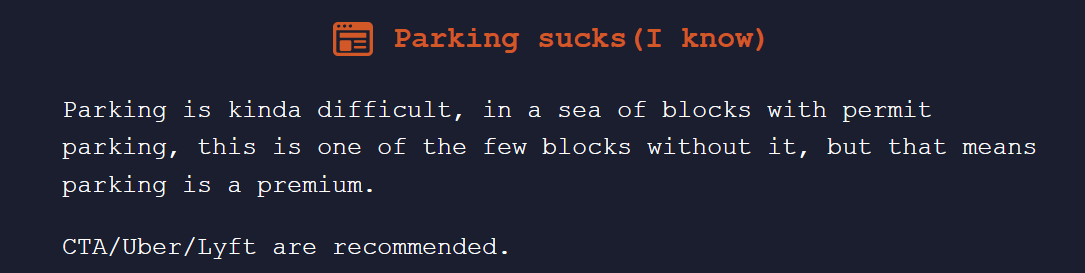 Parking sucks(I know)
Parking is kinda difficult, in a sea of blocks with permit
parking, this is one of the few blocks without it, but that means
parking is a premium.
CTA/Uber/Lyft are recommended.